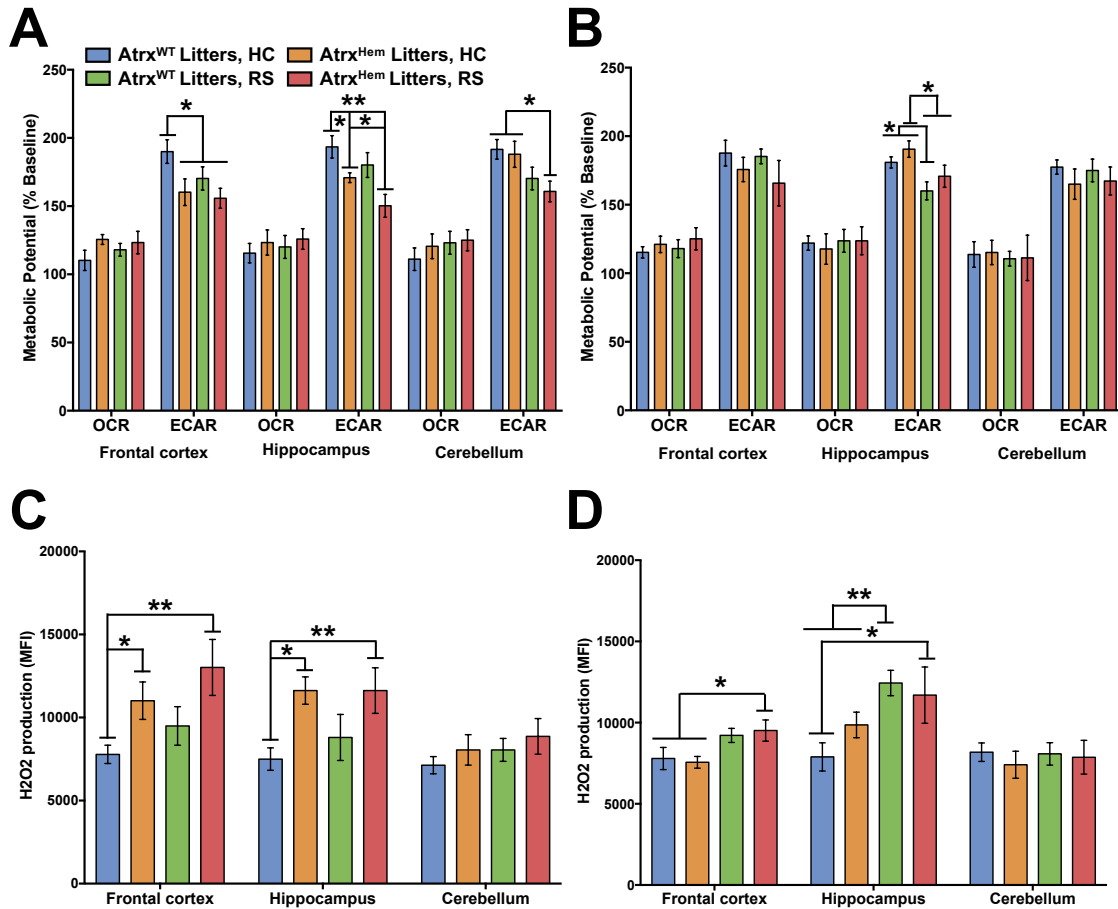 A
Atrx^WT Litters, HC
Atrx^Hem Litters, HC
Atrx^WT Litters, RS
Atrx^Hem Litters, RS
Metabolic Potential (% Baseline)
250
200
150
100
50
0
*
** 
*
*
*
OCR ECAR OCR ECAR OCR ECAR
Frontal cortex Hippocampus Cerebellum
B
Metabolic Potential (% Baseline)
250
200
150
100
50
0
*
*
OCR ECAR OCR ECAR OCR ECAR
Frontal cortex Hippocampus Cerebellum
C
H2O2 production (MFI)
20000
15000
10000
5000
0
**
*
**
*
Frontal cortex Hippocampus Cerebellum
D
H2O2 production (MFI)
20000
15000
10000
5000
0
*
**
*
Frontal cortex Hippocampus Cerebellum